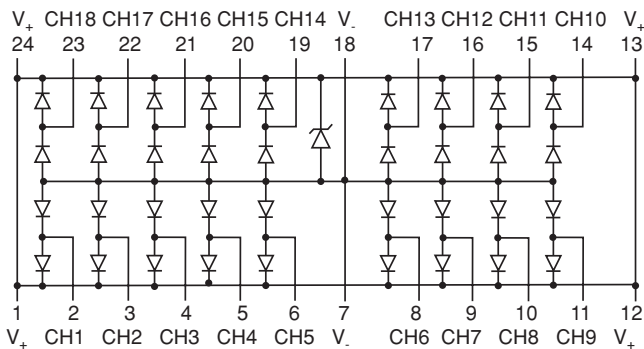 V+ CH18 CH17 CH16 CH15 CH14 V- CH13 CH12 CH11 CH10 V+
24 23 22 21 20 19 18 17 16 15 14 13
1 2 3 4 5 6 7 8 9 10 11 12
V+ CH1 CH2 CH3 CH4 CH5 V- CH6 CH7 CH8 CH9 V+